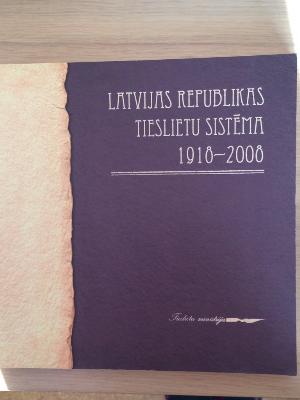 LATVIJAS REPUBLIKAS
TIESLIETU SISTĒMA
1918–2008
Tieslietu ministrija